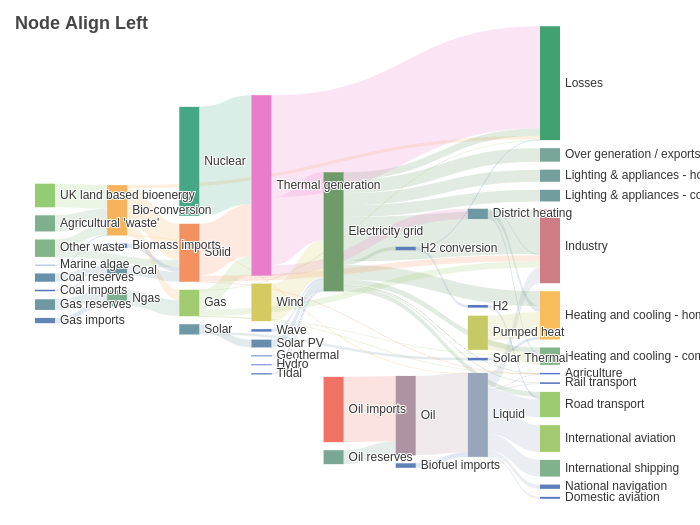 Node Align Left
UK land based bioenergy
Agricultural 'waste'
Other waste
Marine algae
Coal reserves
Coal imports
Gas reserves
Gas imports
Bio-conversion
Biomass imports
Coal
Ngas
Nuclear
Solid
Gas
Solar
Thermal generation
Wind
Wave
Solar PV
Geothermal
Hydro
Tidal
Electricity grid
Oil imports
Oil reserves
H2 conversion
Oil
Biofuel imports
District heating
H2
Pumped heat
Solar Thermal
Liquid
Losses
Over generation / exports
Lighting & appliances - ho
Lighting & appliances - co
Industry
Heating and cooling - hom
Heating and cooling - com
Agriculture
Rail transport
Road transport
International aviation
International shipping
National navigation
Domestic aviation